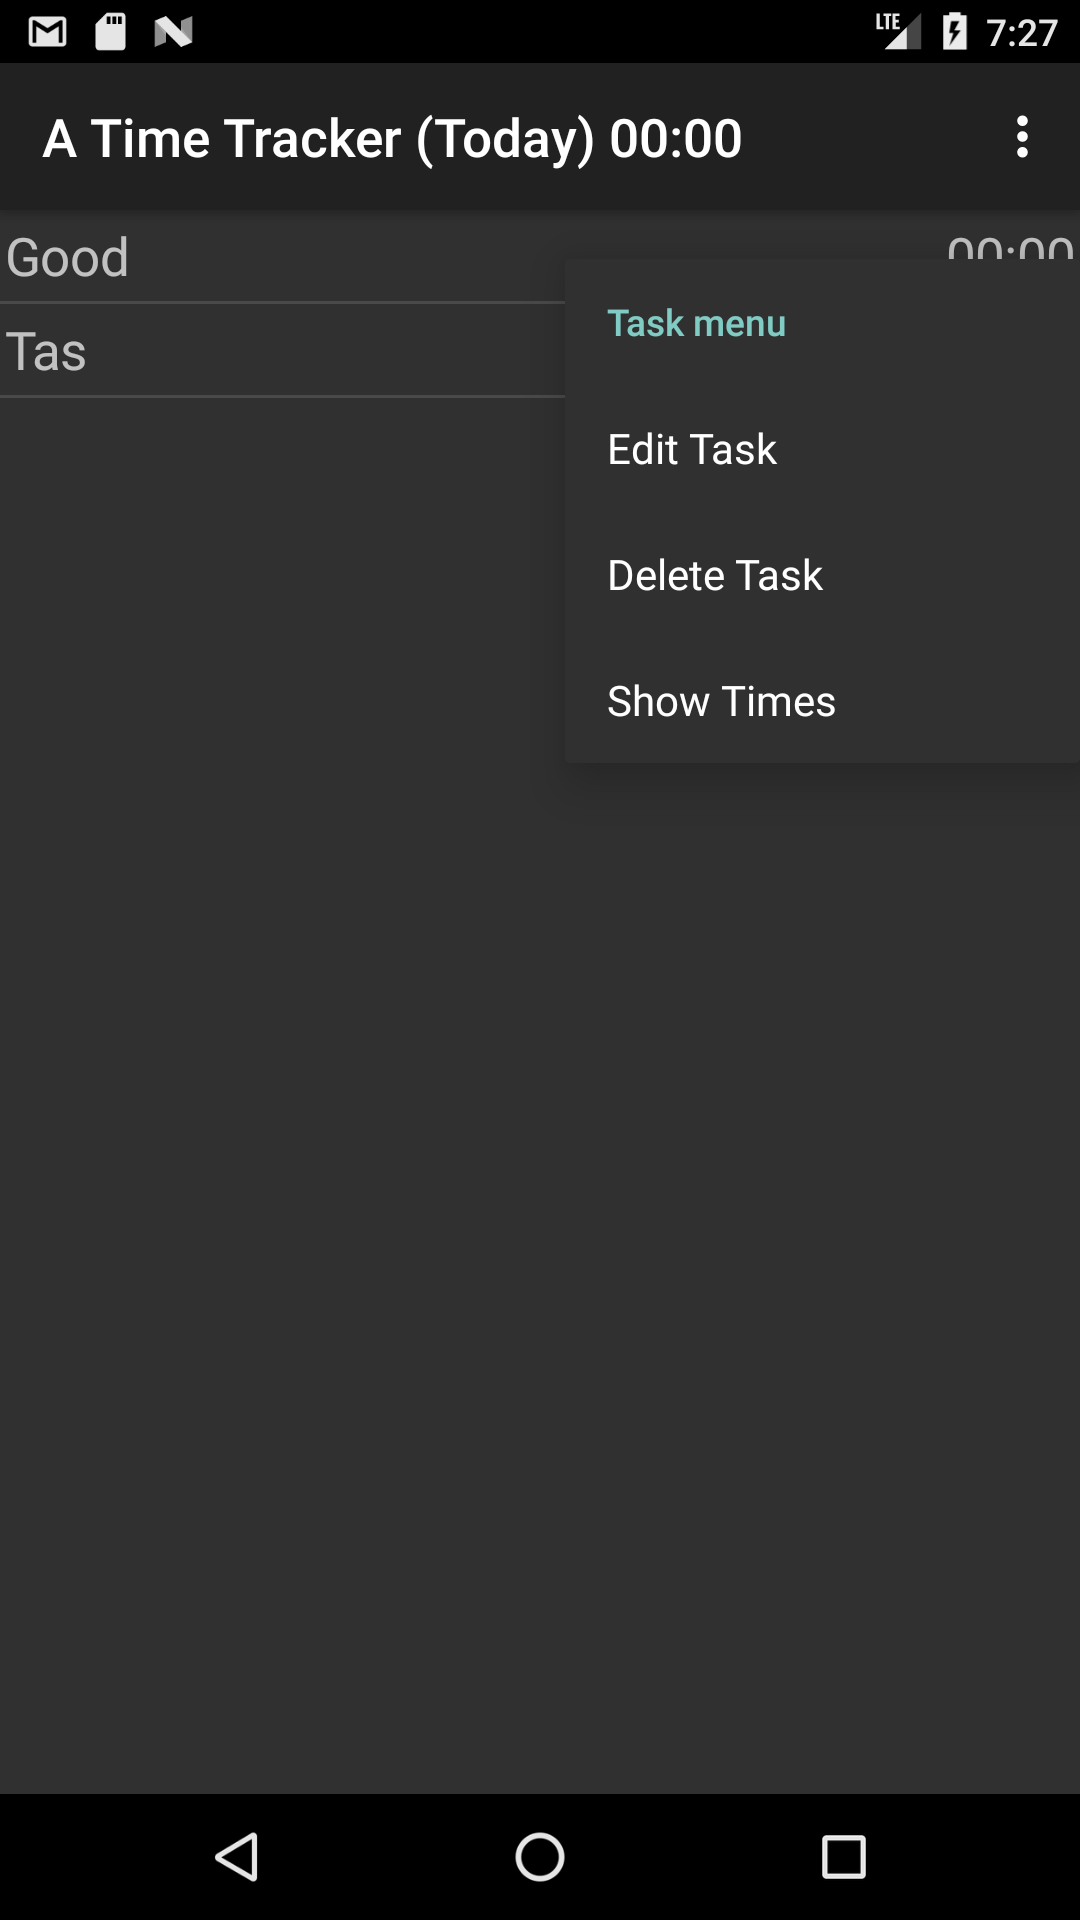 LTE 7:27
A Time Tracker (Today) 00:00
Good 00:00
Task menu
Tas
Edit Task
Delete Task
Show Times